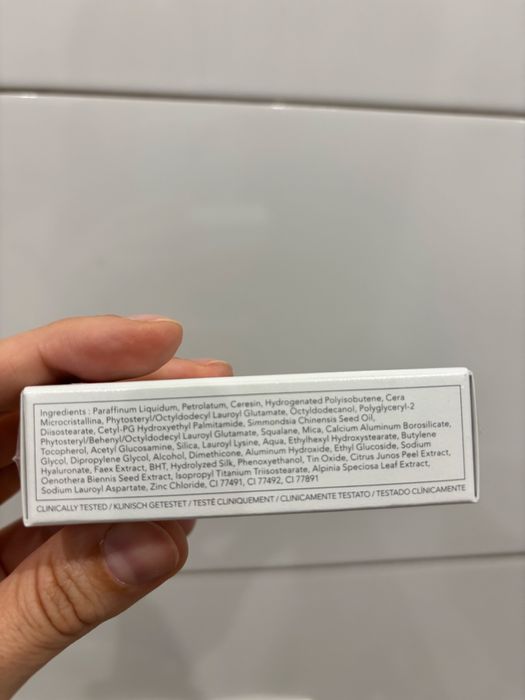 Ingredients : Paraffinum Liquidum, Petrolatum, Ceresin, Hydrogenated Polyisobutene, Cera
Microcristallina, Phytosteryl/Octyldodecyl Lauroyl Glutamate, Octyldodecanol, Polyglyceryl-2
Diisostearate, Cetyl-PG Hydroxyethyl Palmitamide, Simmondsia Chinensis Seed Oil,
Phytosteryl/Behenyl/Octyldodecyl Lauroyl Glutamate, Squalane, Mica, Calcium Aluminum Borosilicate,
Tocopherol, Acetyl Glucosamine, Silica, Lauroyl Lysine, Aqua, Ethylhexyl Hydroxystearate, Butylene
Glycol, Dipropylene Glycol, Alcohol, Dimethicone, Aluminum Hydroxide, Ethyl Glucoside, Sodium
Hyaluronate, Faex Extract, BHT, Hydrolyzed Silk, Phenoxyethanol, Tin Oxide, Citrus Junos Peel Extract,
Oenothera Biennis Seed Extract, Isopropyl Titanium Triisostearate, Alpinia Speciosa Leaf Extract,
Sodium Lauroyl Aspartate, Zinc Chloride, CI 77491, CI 77492, CI 77891
CLINICALLY TESTED / KLINISCH GETESTET / TESTÉ CLINIQUEMENT / CLINICAMENTE TESTATO / TESTADO CLÍNICAMENTE